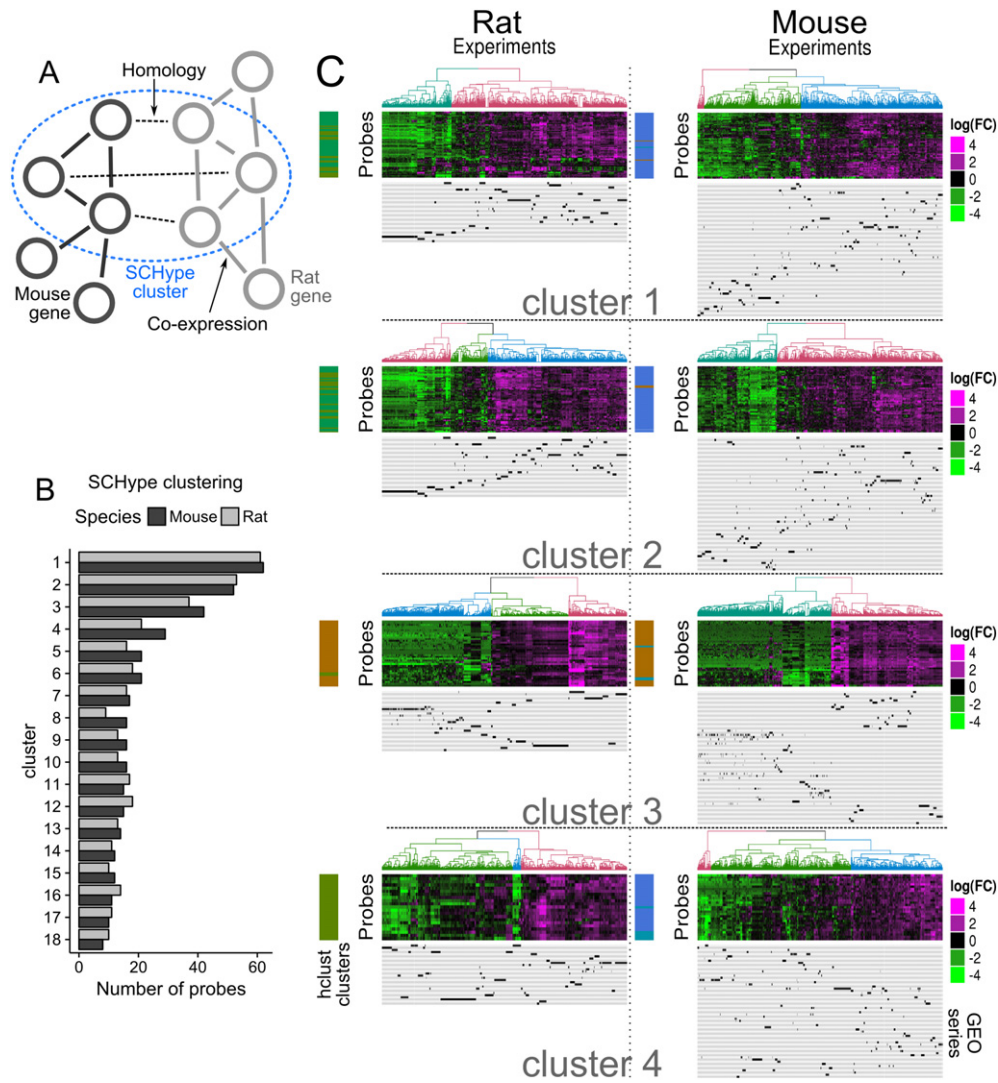 A
Homology
SCHype
cluster
Mouse
gene
Rat
gene
Co-expression
B
SCHype clustering
Species Mouse Rat
cluster
1
2
3
4
5
6
7
8
9
10
11
12
13
14
15
16
17
18
0 20 40 60
Number of probes
C
Rat
Experiments
Mouse
Experiments
Probes
Probes
log(FC)
4
2
0
-2
-4
cluster 1
Probes
Probes
log(FC)
4
2
0
-2
-4
cluster 2
Probes
Probes
log(FC)
4
2
0
-2
-4
cluster 3
Probes
Probes
log(FC)
4
2
0
-2
-4
hclust
clusters
GEO
series
cluster 4